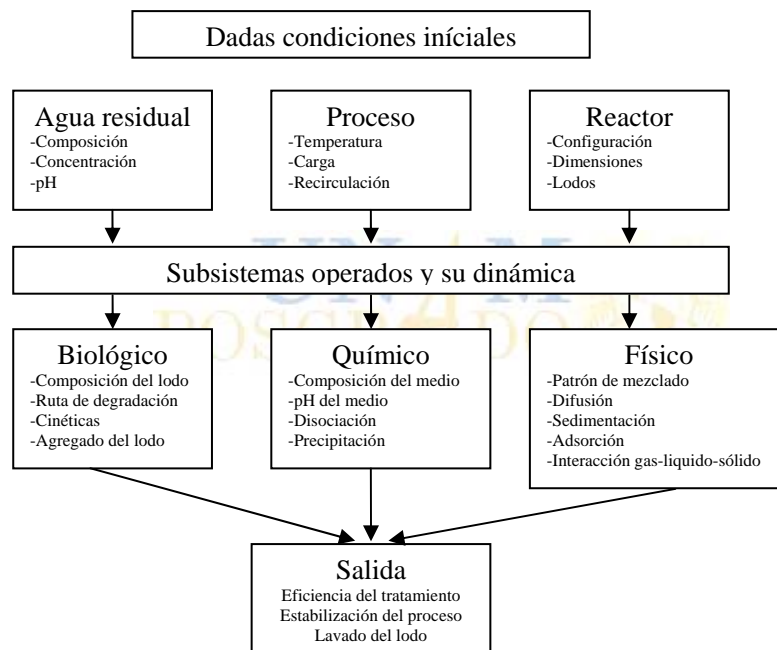 Dadas condiciones iníciales
Agua residual
-Composición
-Concentración
-pH
Proceso
-Temperatura
-Carga
-Recirculación
Reactor
-Configuración
-Dimensiones
-Lodos
UNAM
POSGRADO
Subsistemas operados y su dinámica
Biológico
-Composición del lodo
-Ruta de degradación
-Cinéticas
-Agregado del lodo
Químico
-Composición del medio
-pH del medio
-Disociación
-Precipitación
Físico
-Patrón de mezclado
-Difusión
-Sedimentación
-Adsorción
-Interacción gas-liquido-sólido
Salida
Eficiencia del tratamiento
Estabilización del proceso
Lavado del lodo